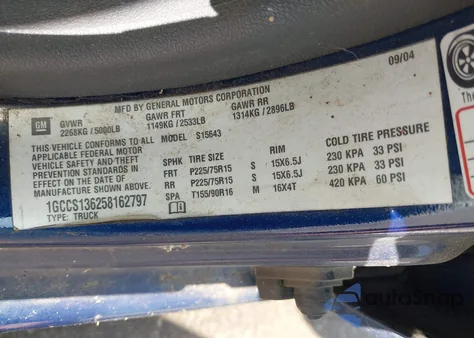 09/04
MFD BY GENERAL MOTORS CORPORATION
GM GVWR GAWR FRT GAWR RR
2268KG / 5000LB 1149KG / 2533LB 1314KG / 2896LB
THIS VEHICLE CONFORMS TO ALL
APPLICABLE FEDERAL MOTOR
VEHICLE SAFETY AND THEFT
PREVENTION STANDARDS IN
EFFECT ON THE DATE OF
MANUFACTURE SHOWN ABOVE.
1GCCS136258162797
TYPE: TRUCK
MODEL: S15643
RIM COLD TIRE PRESSURE
SPHK TIRE SIZE
FRT P225/75R15 S 15X6.5J 230 KPA 33 PSI
RR P225/75R15 S 15X6.5J 230 KPA 33 PSI
SPA T155/90R16 M 16X4T 420 KPA 60 PSI
The
AutoSnap